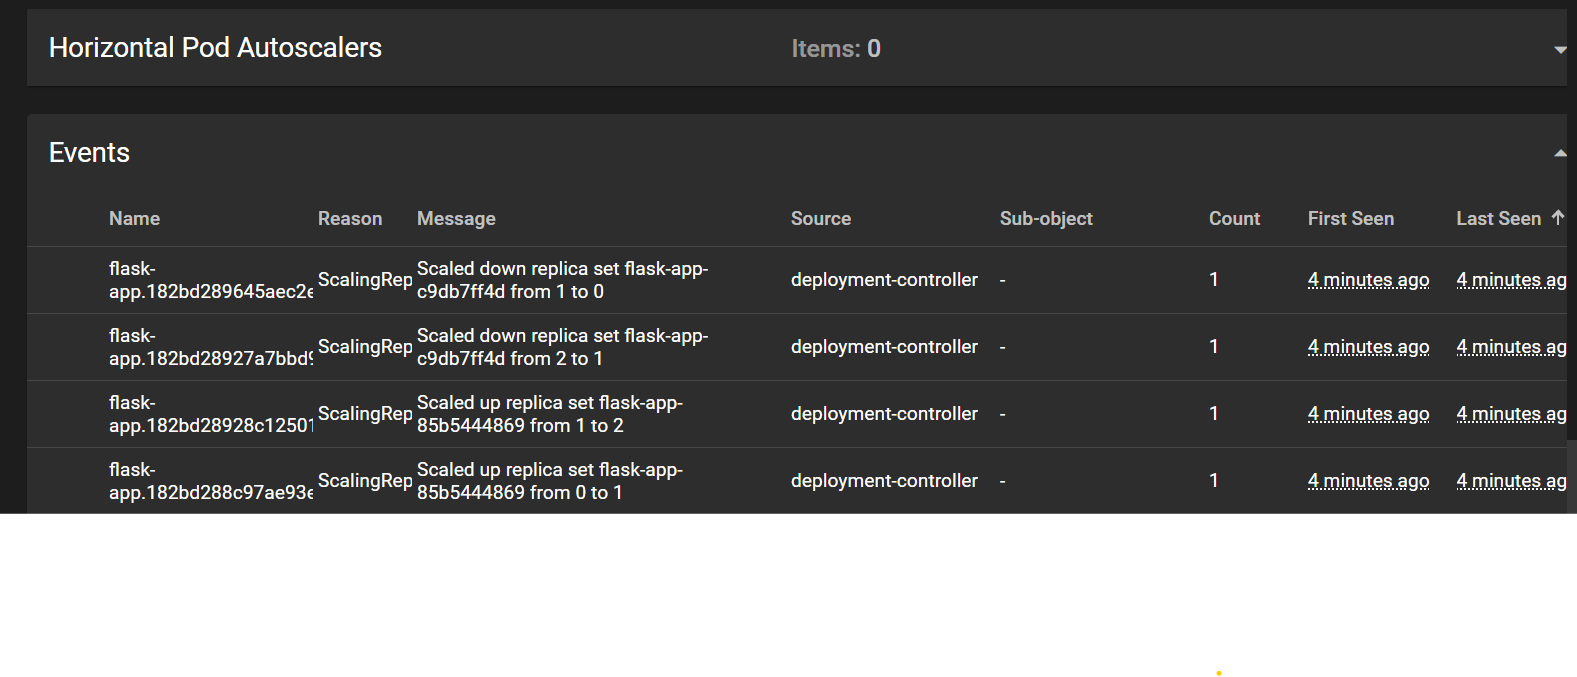 Horizontal Pod Autoscalers Items: 0
Events
Name Reason Message Source Sub-object Count First Seen Last Seen
flask- Scaled down replica set flask-app-
app.182bd289645aec2e ScalingRep c9db7ff4d from 1 to 0 deployment-controller - 1 4 minutes ago 4 minutes ag
flask- Scaled down replica set flask-app-
app.182bd28927a7bbd9 ScalingRep c9db7ff4d from 2 to 1 deployment-controller - 1 4 minutes ago 4 minutes ag
flask- Scaled up replica set flask-app-
app.182bd28928c12501 ScalingRep 85b5444869 from 1 to 2 deployment-controller - 1 4 minutes ago 4 minutes ag
flask- Scaled up replica set flask-app-
app.182bd288c97ae93e ScalingRep 85b5444869 from 0 to 1 deployment-controller - 1 4 minutes ago 4 minutes ag